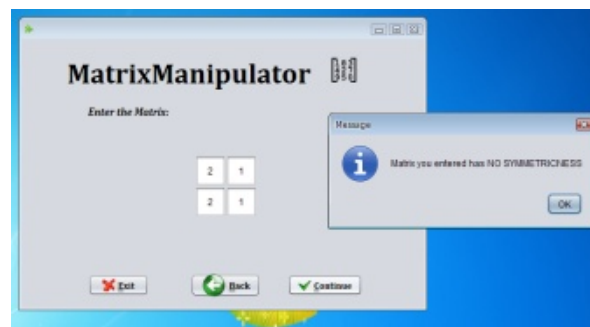 MatrixManipulator
Enter the Matrix:
2 1
2 1
Exit Back Continue
Message
Matrix you entered has NO SYMMETRICNESS
OK